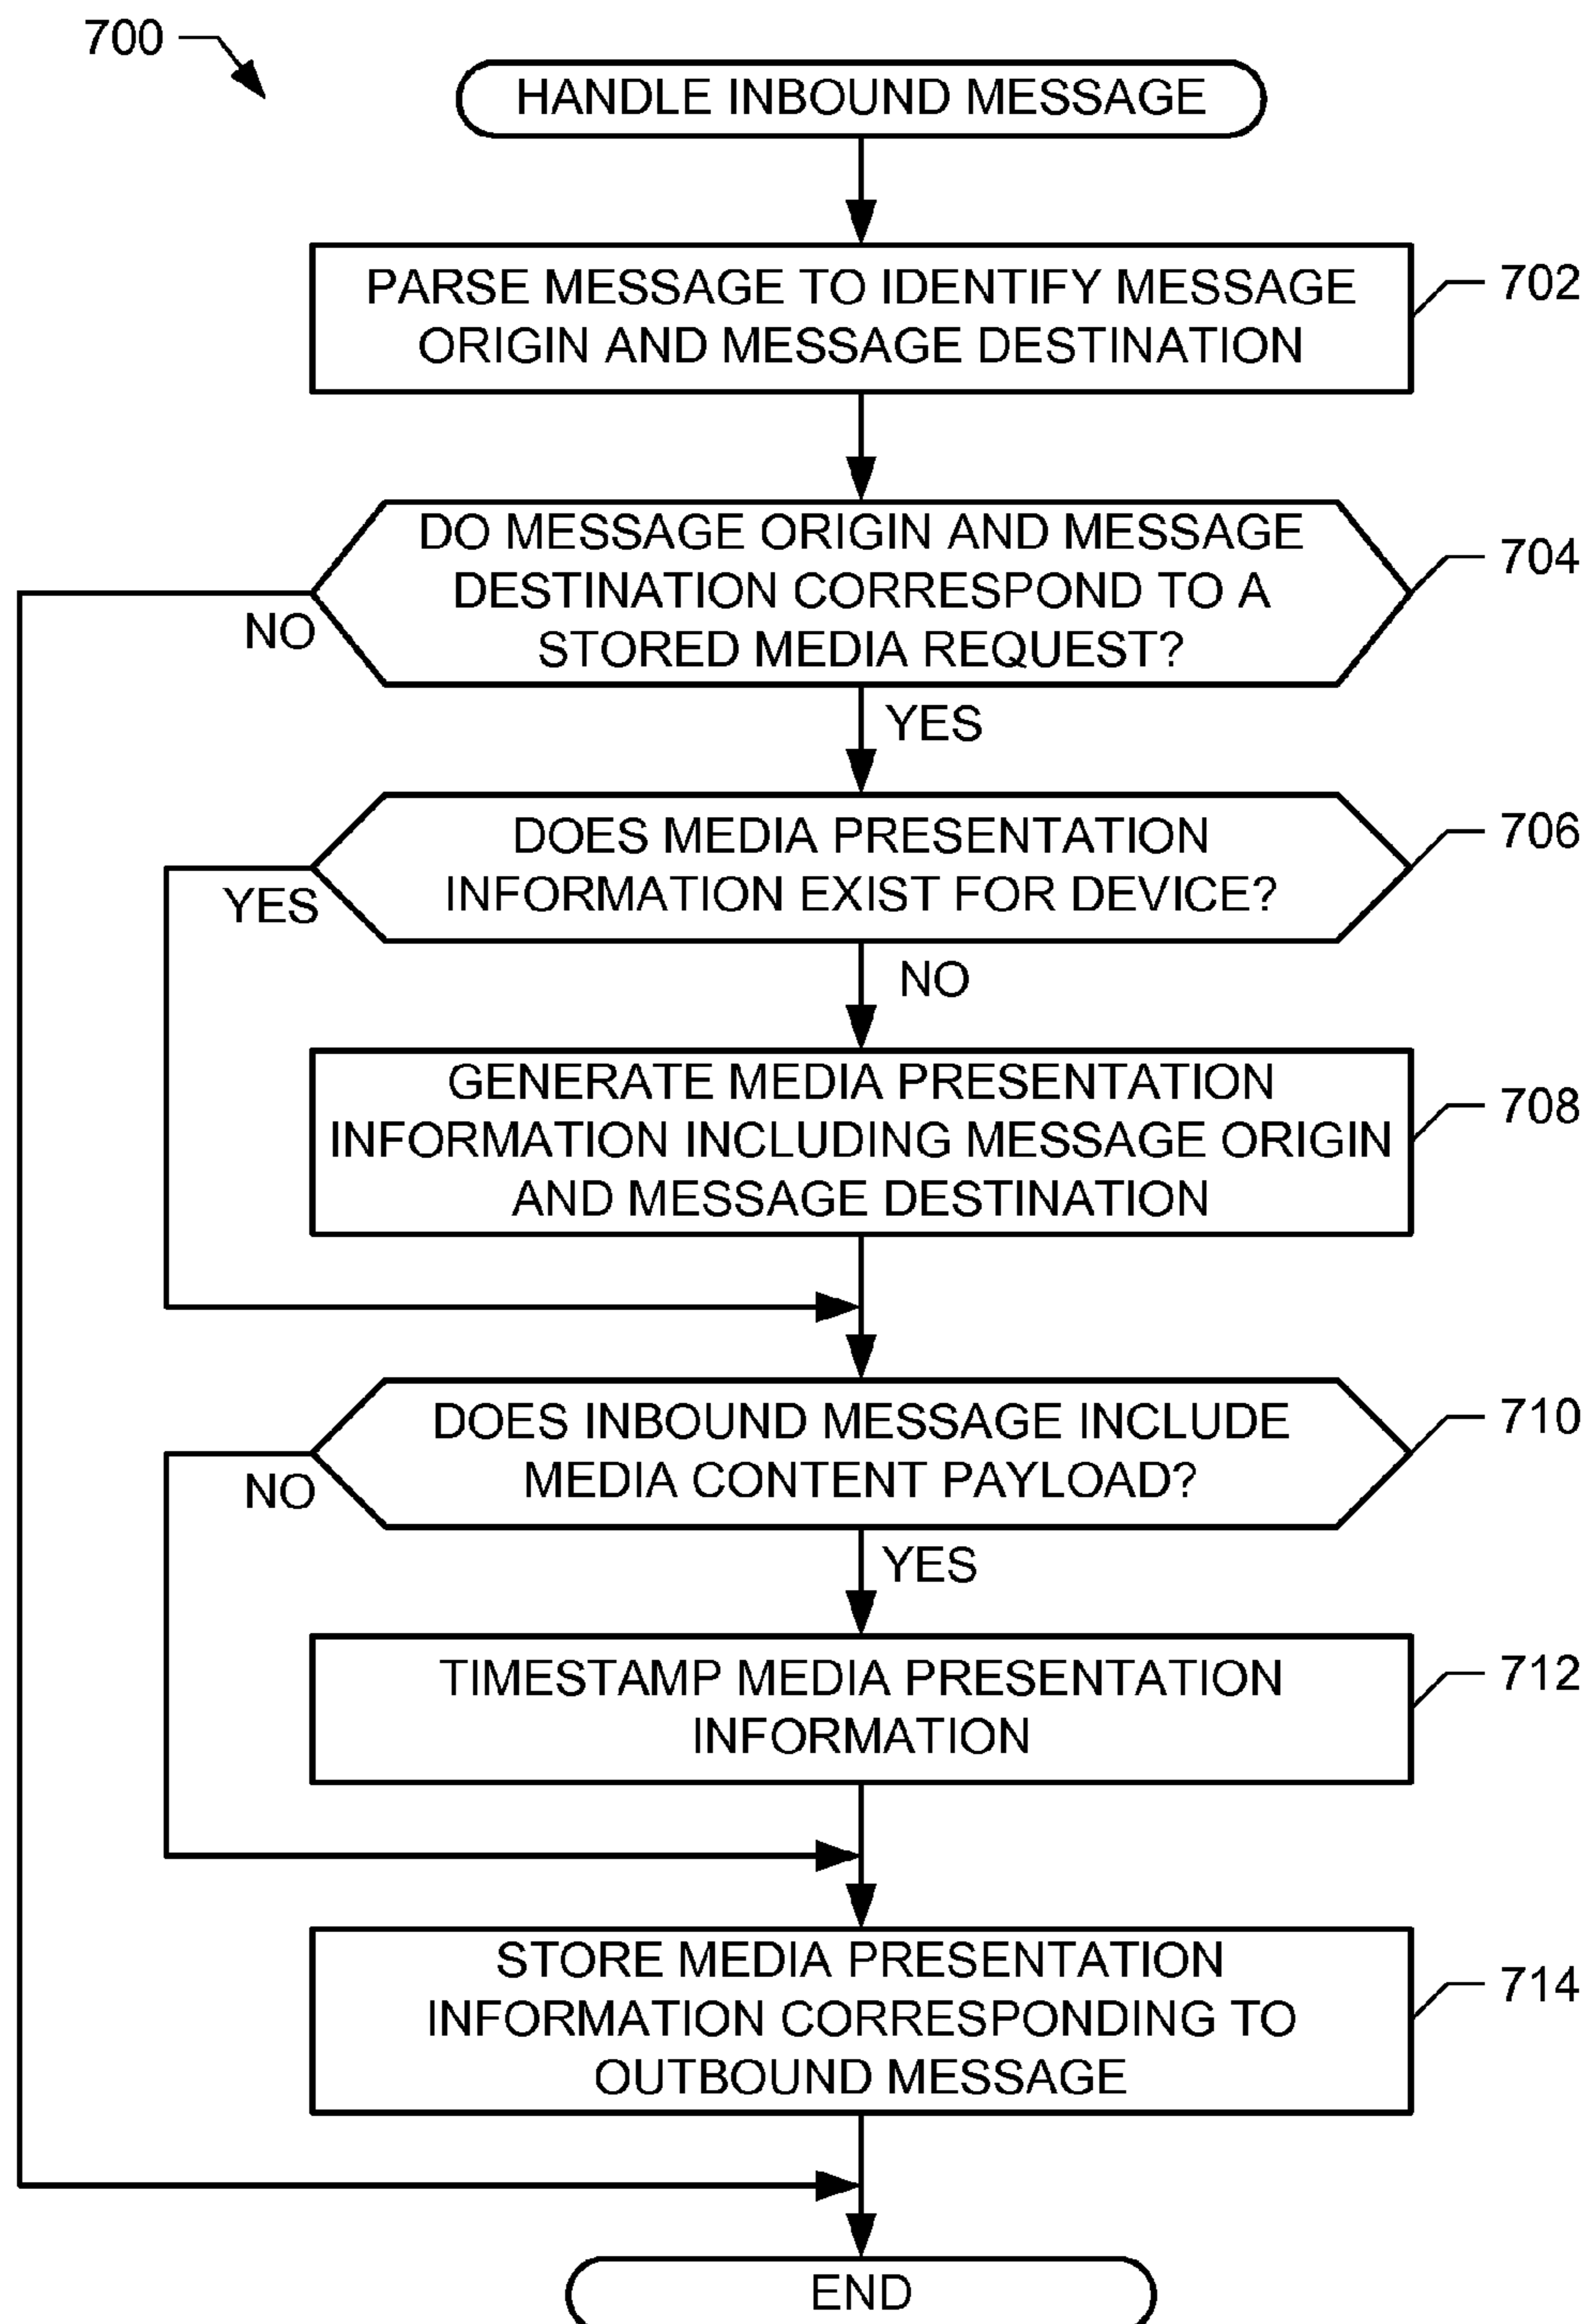 700
HANDLE INBOUND MESSAGE
PARSE MESSAGE TO IDENTIFY MESSAGE
ORIGIN AND MESSAGE DESTINATION
702
DO MESSAGE ORIGIN AND MESSAGE
DESTINATION CORRESPOND TO A
STORED MEDIA REQUEST?
704
NO
YES
DOES MEDIA PRESENTATION
INFORMATION EXIST FOR DEVICE?
706
YES
NO
GENERATE MEDIA PRESENTATION
INFORMATION INCLUDING MESSAGE ORIGIN
AND MESSAGE DESTINATION
708
DOES INBOUND MESSAGE INCLUDE
MEDIA CONTENT PAYLOAD?
710
NO
YES
TIMESTAMP MEDIA PRESENTATION
INFORMATION
712
STORE MEDIA PRESENTATION
INFORMATION CORRESPONDING TO
OUTBOUND MESSAGE
714
END